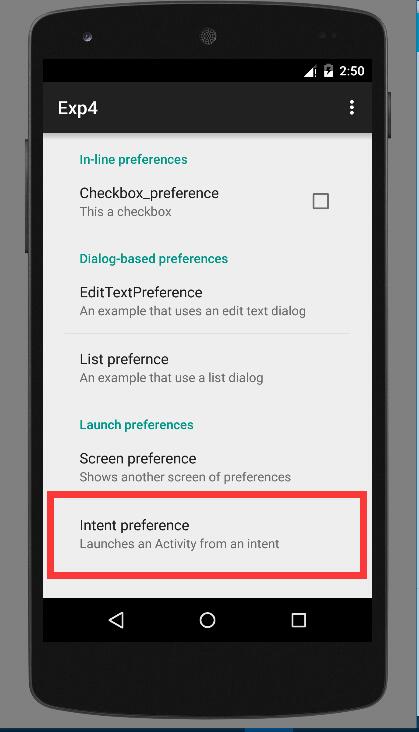 2:50
Exp4
In-line preferences
Checkbox_preference
This a checkbox
Dialog-based preferences
EditTextPreference
An example that uses an edit text dialog
List prefernce
An example that use a list dialog
Launch preferences
Screen preference
Shows another screen of preferences
Intent preference
Launches an Activity from an intent